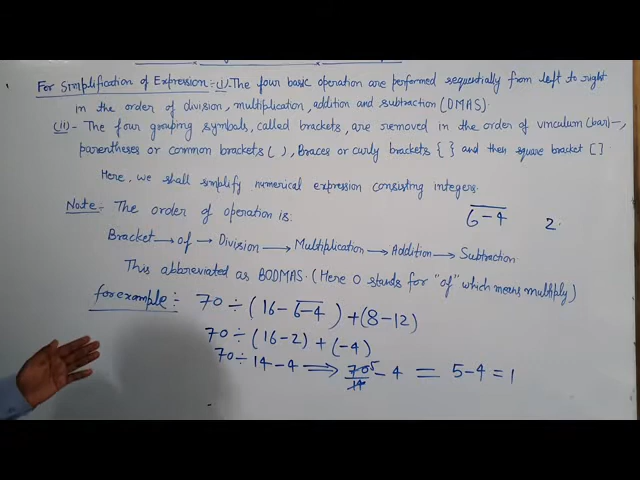 For Simplification of Expression:-(i).The four basic operation are performed sequentially from left to right
in the order of division, multiplication, addition and subtraction (DMAS).
(ii)- The four grouping symbols, called brackets, are removed in the order of vinculum (bar)—,
parentheses or common brackets ( ), Braces or curly brackets { } and then square bracket [ ].
Here, we shall simplify numerical expression consisting integers.
Note:- The order of operation is.
6̅-̅4̅ 2.
Bracket → of → Division → Multiplication → Addition → Subtraction
This abbreviated as BODMAS. (Here O stands for "of" which means multiply)
for example:- 70 ÷ (16 - 6̅-̅4̅) + (8-12)
70 ÷ (16-2) + (-4)
70 ÷ 14 - 4 ⟹ 70/14 5 - 4 = 5-4 = 1